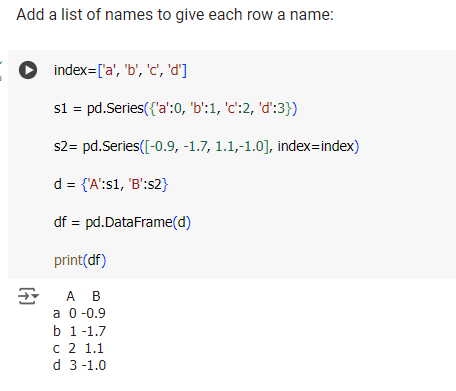 Add a list of names to give each row a name:
index=['a', 'b', 'c', 'd']
s1 = pd.Series({'a':0, 'b':1, 'c':2, 'd':3})
s2= pd.Series([-0.9, -1.7, 1.1,-1.0], index=index)
d = {'A':s1, 'B':s2}
df = pd.DataFrame(d)
print(df)
A B
a 0 -0.9
b 1 -1.7
c 2 1.1
d 3 -1.0